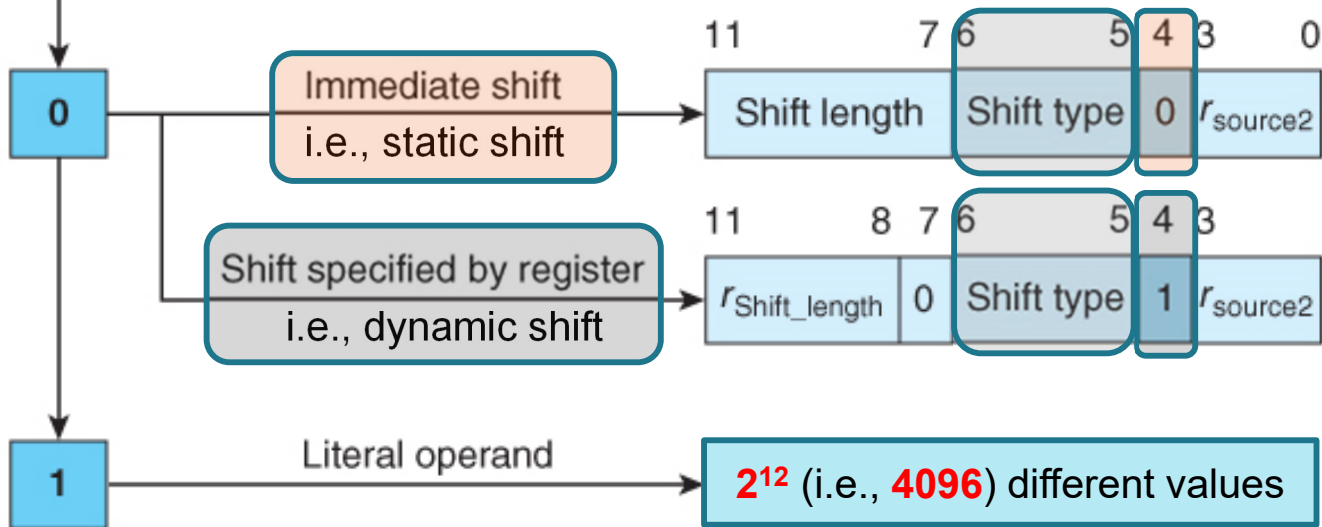 11 7 6 5 4 3 0
0 Immediate shift Shift length Shift type 0 rsource2
i.e., static shift
11 8 7 6 5 4 3
Shift specified by register rShift_length 0 Shift type 1 rsource2
i.e., dynamic shift
1 Literal operand 2¹² (i.e., 4096) different values